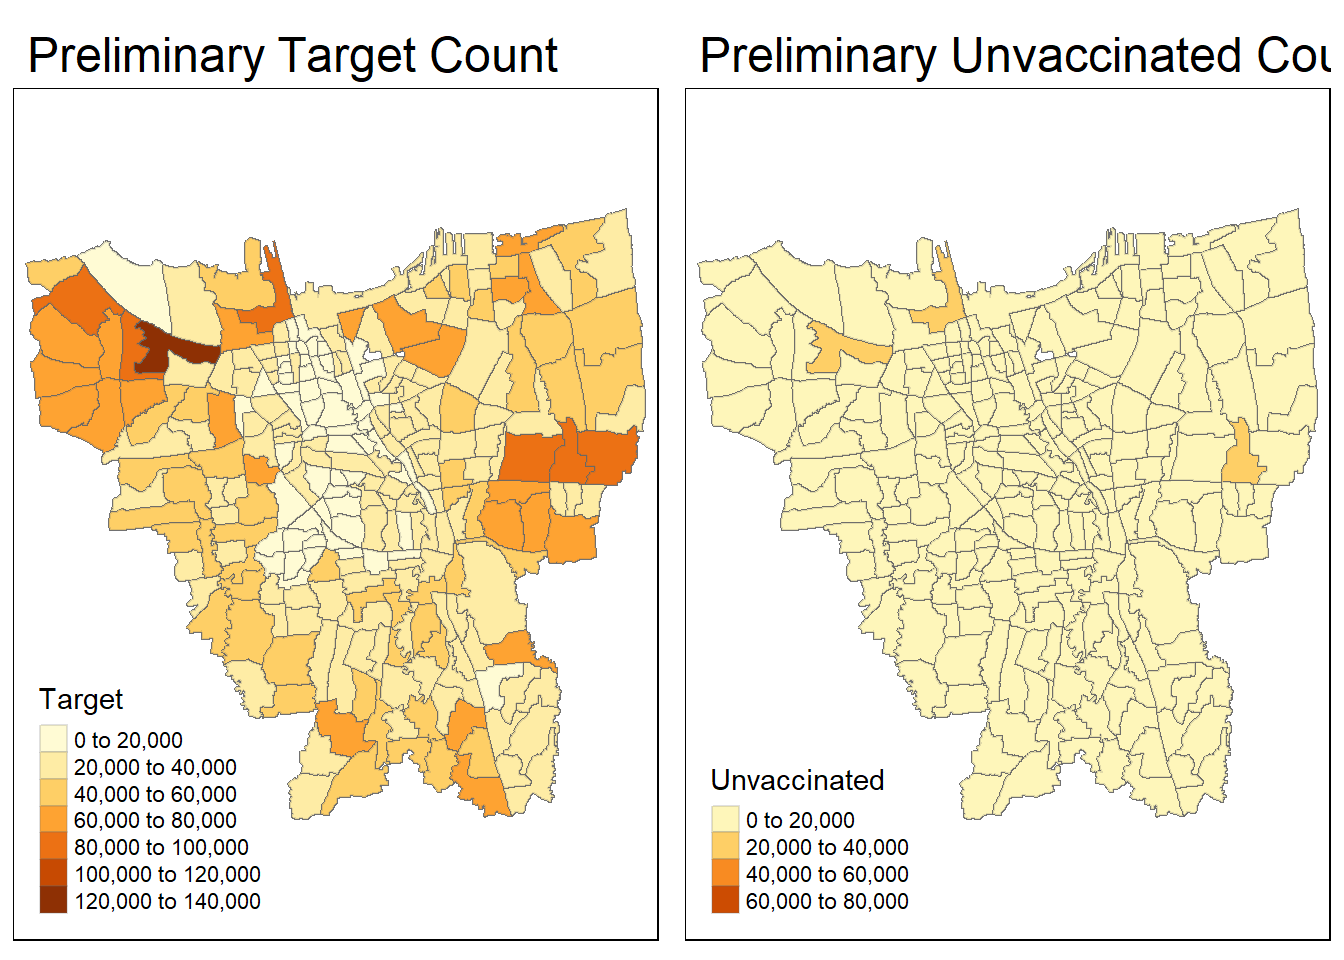 Preliminary Target Count
Preliminary Unvaccinated Cou
Target
0 to 20,000
20,000 to 40,000
40,000 to 60,000
60,000 to 80,000
80,000 to 100,000
100,000 to 120,000
120,000 to 140,000
Unvaccinated
0 to 20,000
20,000 to 40,000
40,000 to 60,000
60,000 to 80,000